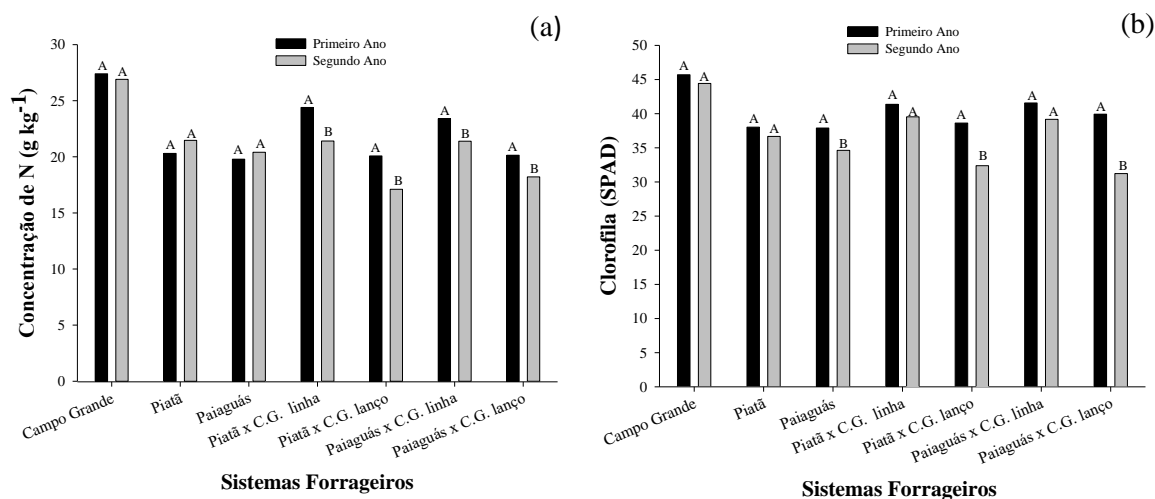 (a)
Primeiro Ano
Segundo Ano
Concentração de N (g kg-1)
30
25
20
15
10
5
0
A A
A A
A A
A B
A B
A B
A B
Campo Grande
Piatã
Paiaguás
Piatã x C.G. linha
Piatã x C.G. lanço
Paiaguás x C.G. linha
Paiaguás x C.G. lanço
Sistemas Forrageiros
(b)
Primeiro Ano
Segundo Ano
Clorofila (SPAD)
50
45
40
35
30
25
20
15
10
5
0
A A
A A
A B
A A
A B
A A
A B
Campo Grande
Piatã
Paiaguás
Piatã x C.G. linha
Piatã x C.G. lanço
Paiaguás x C.G. linha
Paiaguás x C.G. lanço
Sistemas Forrageiros